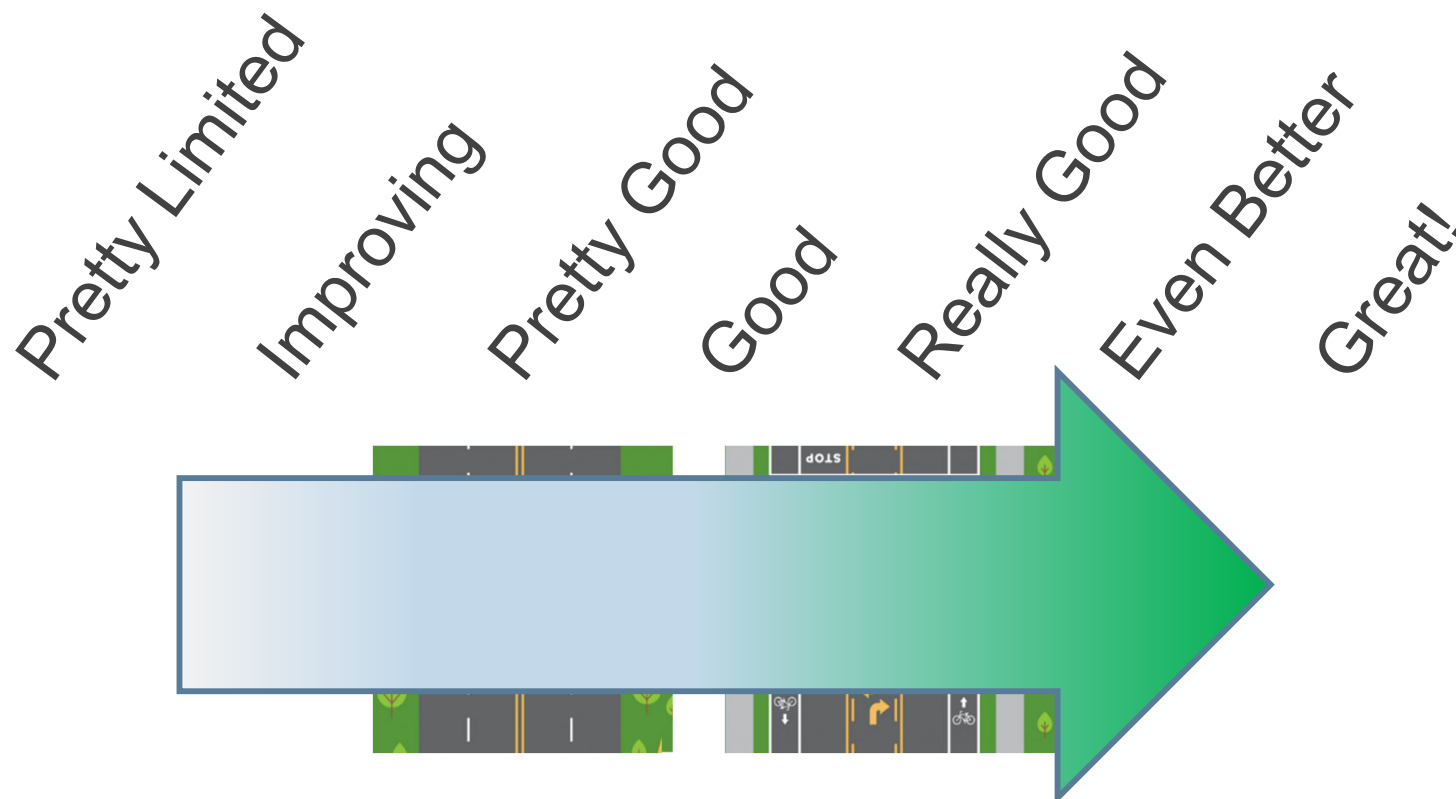 Pretty Limited
Improving
Pretty Good
Good
Really Good
Even Better
Great!
STOP